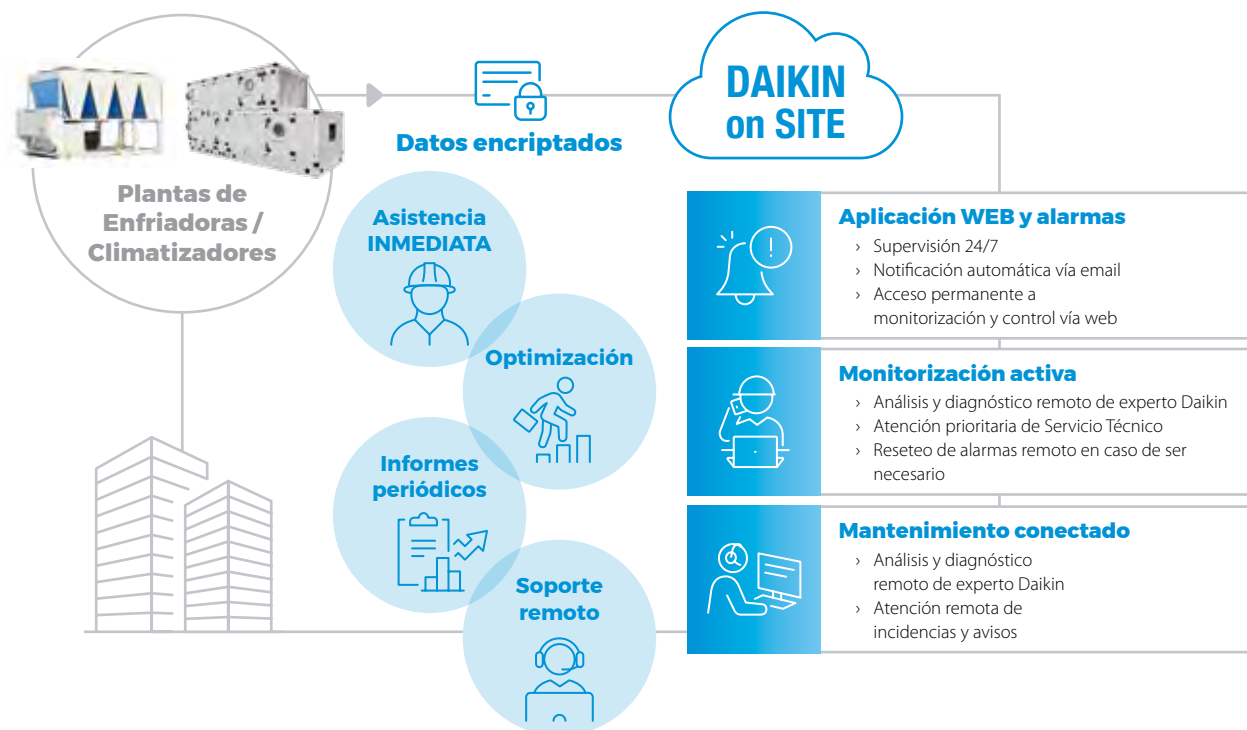 DAIKIN
on SITE
Datos encriptados
Plantas de
Enfriadoras /
Climatizadores
Asistencia
INMEDIATA
Optimización
Informes
periódicos
Soporte
remoto
Aplicación WEB y alarmas
› Supervisión 24/7
› Notificación automática vía email
› Acceso permanente a
monitorización y control vía web
Monitorización activa
› Análisis y diagnóstico remoto de experto Daikin
› Atención prioritaria de Servicio Técnico
› Reseteo de alarmas remoto en caso de ser
necesario
Mantenimiento conectado
› Análisis y diagnóstico
remoto de experto Daikin
› Atención remota de
incidencias y avisos